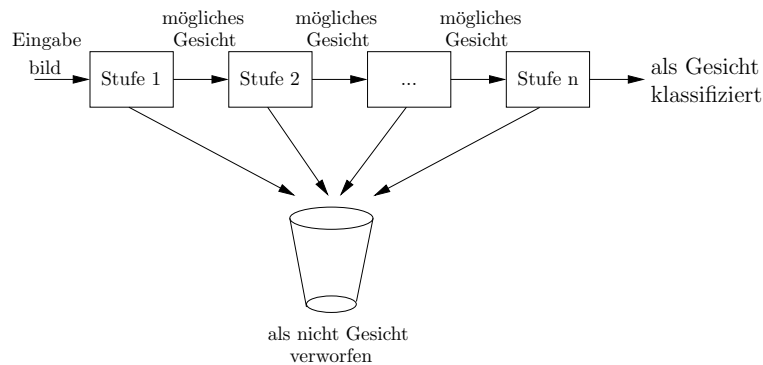 Eingabe
bild
Stufe 1
mögliches
Gesicht
Stufe 2
mögliches
Gesicht
...
mögliches
Gesicht
Stufe n
als Gesicht
klassifiziert
als nicht Gesicht
verworfen